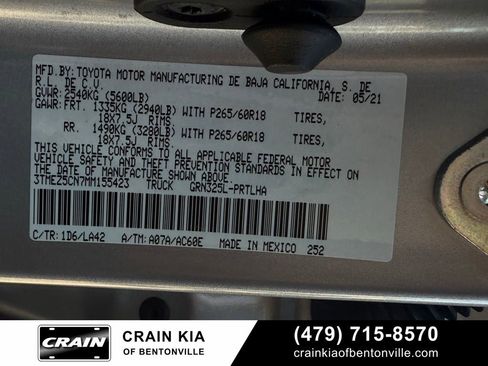 MFD.BY:TOYOTA MOTOR MANUFACTURING DE BAJA CALIFORNIA, S. DE
R.L. DE C.V. DATE: 05/21
GVWR:2540KG (5600LB)
GAWR:FRT. 1335KG (2940LB) WITH P265/60R18 TIRES,
18X7.5J RIMS
RR. 1490KG (3280LB) WITH P265/60R18 TIRES,
18X7.5J RIMS
THIS VEHICLE CONFORMS TO ALL APPLICABLE FEDERAL MOTOR
VEHICLE SAFETY AND THEFT PREVENTION STANDARDS IN EFFECT ON
THE DATE OF MANUFACTURE SHOWN ABOVE.
3TMEZ5CN7MM155423 TRUCK GRN325L-PRTLHA
C/TR:1D6/LA42 A/TM:A07A/AC60E MADE IN MEXICO 252
CRAIN
CRAIN KIA
OF BENTONVILLE
(479) 715-8570
crainkiaofbentonville.com